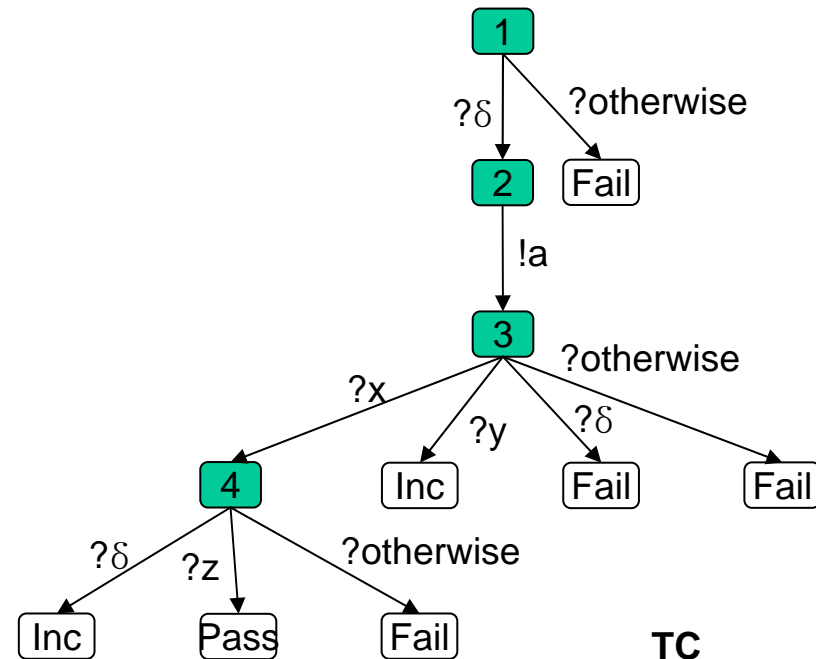 1
?δ ?otherwise
2 Fail
!a
3
?x ?y ?δ ?otherwise
4 Inc Fail Fail
?δ ?z ?otherwise
Inc Pass Fail
TC